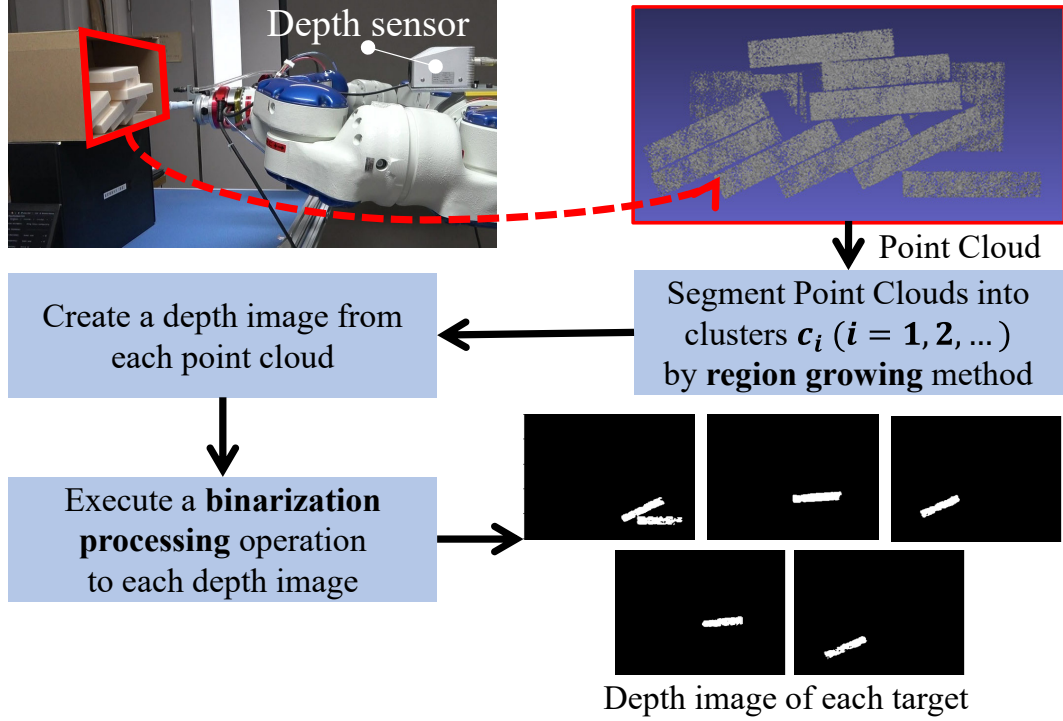 Depth sensor
Point Cloud
Segment Point Clouds into
clusters c_i (i = 1, 2, … )
by region growing method
Create a depth image from
each point cloud
Execute a binarization
processing operation
to each depth image
Depth image of each target